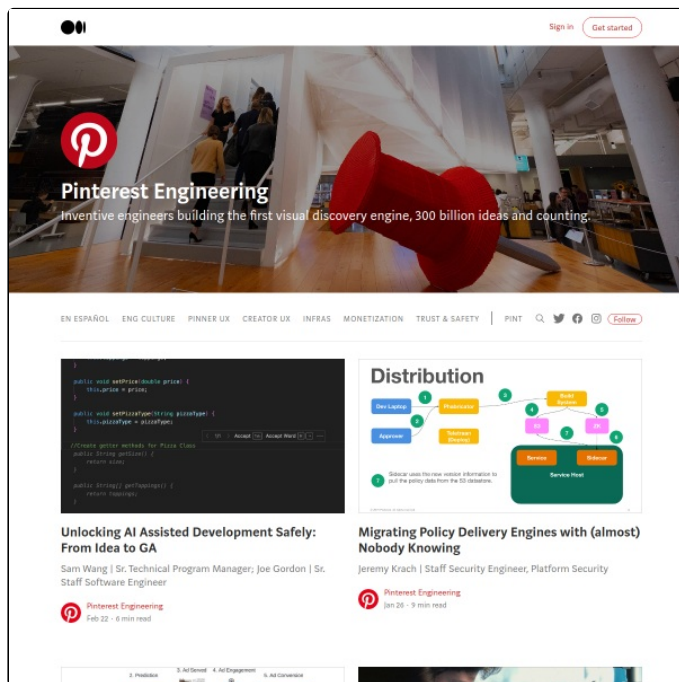 Sign in
Get started
Pinterest Engineering
Inventive engineers building the first visual discovery engine, 300 billion ideas and counting.
EN ESPAÑOL ENG CULTURE PINNER UX CREATOR UX INFRAS MONETIZATION TRUST & SAFETY PINT Follow
public void setPrice(double price) {
this.price = price;
}
public void setPizzaType(String pizzaType) {
this.pizzaType = pizzaType;
}
Accept Accept Word
//Create getter methods for Pizza Class
public String getSize() {
return size;
}
public String[] getToppings() {
return toppings;
}
Distribution
Dev Laptop
Approver
Build System
Service
Sidecar
Service Host
1
2
3
4
5
6
7
7
Sidecar uses the new version information to
pull the policy data from the S3 datastore.
Unlocking AI Assisted Development Safely:
From Idea to GA
Sam Wang | Sr. Technical Program Manager; Joe Gordon | Sr.
Staff Software Engineer
Pinterest Engineering
Feb 22 · 6 min read
Migrating Policy Delivery Engines with (almost)
Nobody Knowing
Jeremy Krach | Staff Security Engineer, Platform Security
Pinterest Engineering
Jan 26 · 9 min read
2. Prediction
3. Ad Served
4. Ad Engagement
5. Ad Conversion